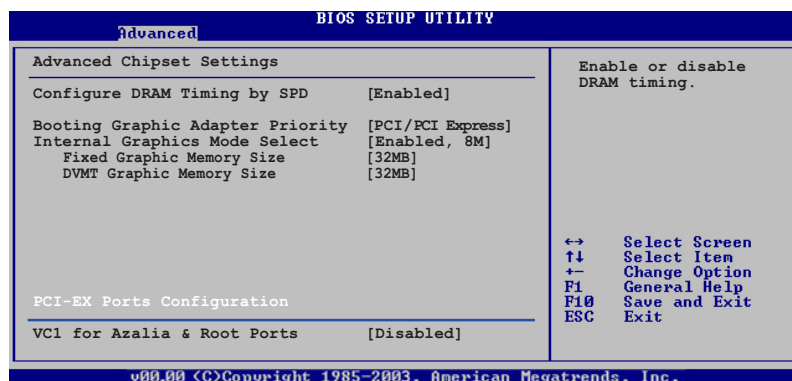 BIOS SETUP UTILITY
Advanced
Advanced Chipset Settings
Configure DRAM Timing by SPD [Enabled]
Booting Graphic Adapter Priority [PCI/PCI Express]
Internal Graphics Mode Select [Enabled, 8M]
Fixed Graphic Memory Size [32MB]
DVMT Graphic Memory Size [32MB]
PCI-EX Ports Configuration
VC1 for Azalia & Root Ports [Disabled]
Enable or disable
DRAM timing.
←→ Select Screen
↑↓ Select Item
+- Change Option
F1 General Help
F10 Save and Exit
ESC Exit
v00.00 (C)Copyright 1985-2003, American Megatrends, Inc.